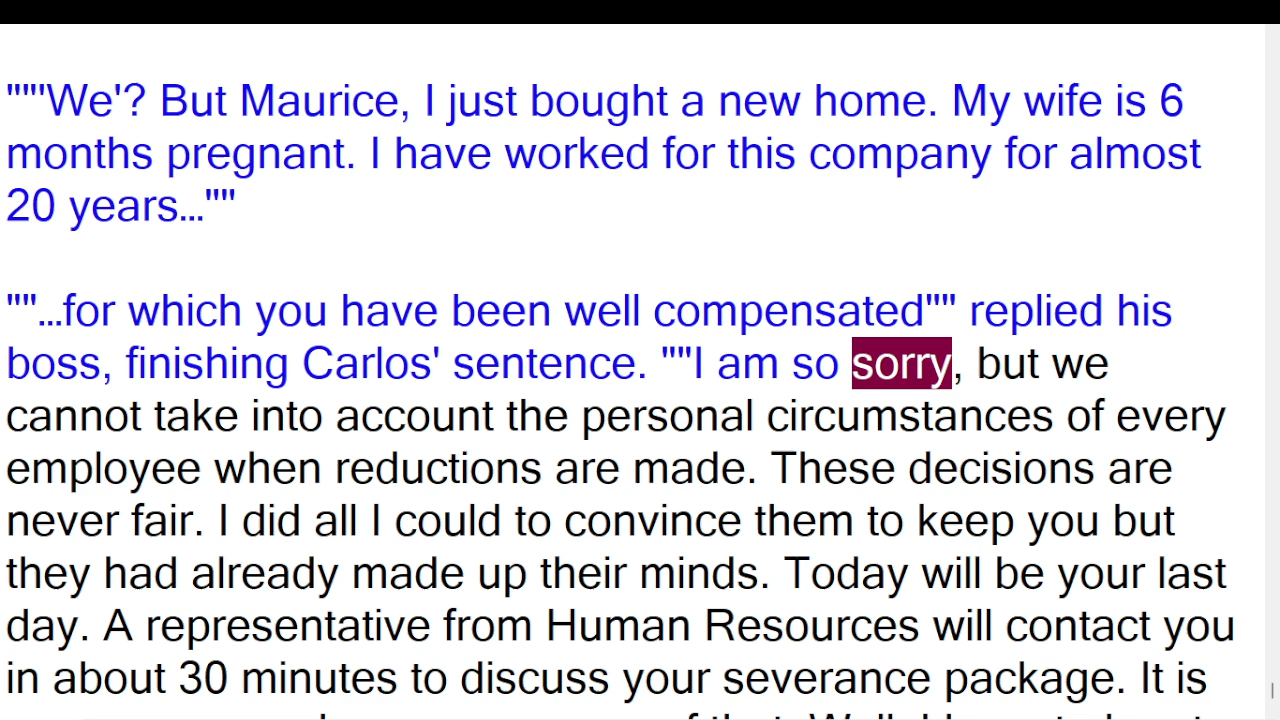 """'We'? But Maurice, I just bought a new home. My wife is 6
months pregnant. I have worked for this company for almost
20 years…""
""…for which you have been well compensated"" replied his
boss, finishing Carlos' sentence. ""I am so sorry, but we
cannot take into account the personal circumstances of every
employee when reductions are made. These decisions are
never fair. I did all I could to convince them to keep you but
they had already made up their minds. Today will be your last
day. A representative from Human Resources will contact you
in about 30 minutes to discuss your severance package. It is